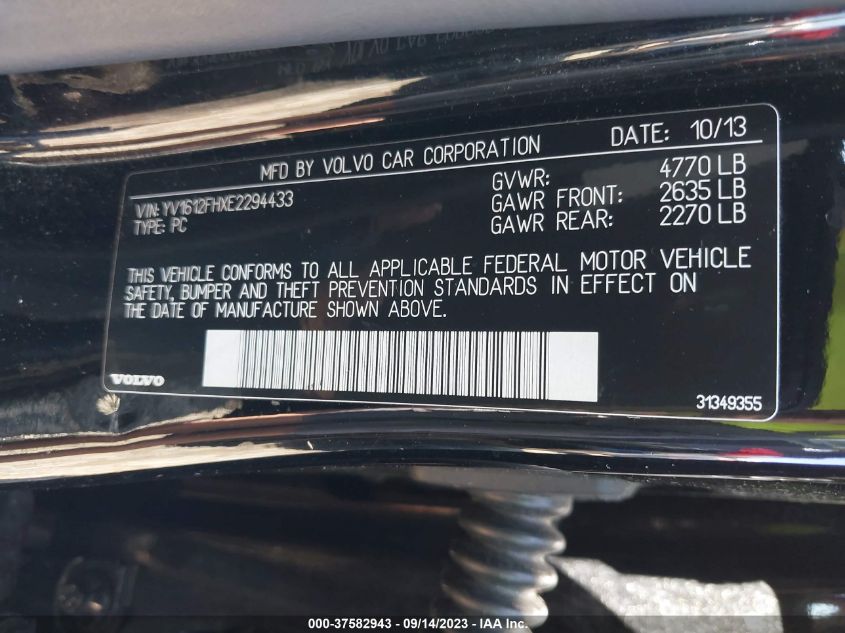 MFD BY VOLVO CAR CORPORATION DATE: 10/13
VIN: YV1612FHXE2294433
TYPE: PC
GVWR: 4770 LB
GAWR FRONT: 2635 LB
GAWR REAR: 2270 LB
THIS VEHICLE CONFORMS TO ALL APPLICABLE FEDERAL MOTOR VEHICLE
SAFETY, BUMPER AND THEFT PREVENTION STANDARDS IN EFFECT ON
THE DATE OF MANUFACTURE SHOWN ABOVE.
VOLVO
31349355
000-37582943 - 09/14/2023 - IAA Inc.